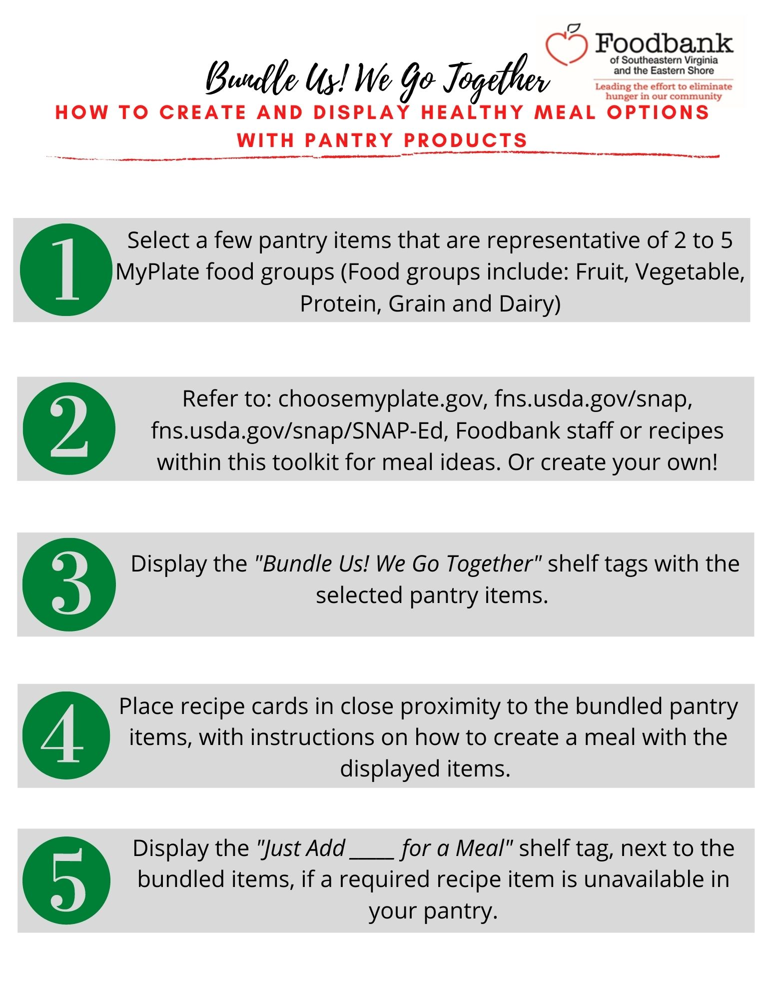 Foodbank
of Southeastern Virginia
and the Eastern Shore
Leading the effort to eliminate
hunger in our community
Bundle Us! We Go Together
HOW TO CREATE AND DISPLAY HEALTHY MEAL OPTIONS
WITH PANTRY PRODUCTS
1
Select a few pantry items that are representative of 2 to 5
MyPlate food groups (Food groups include: Fruit, Vegetable,
Protein, Grain and Dairy)
2
Refer to: choosemyplate.gov, fns.usda.gov/snap,
fns.usda.gov/snap/SNAP-Ed, Foodbank staff or recipes
within this toolkit for meal ideas. Or create your own!
3
Display the "Bundle Us! We Go Together" shelf tags with the
selected pantry items.
4
Place recipe cards in close proximity to the bundled pantry
items, with instructions on how to create a meal with the
displayed items.
5
Display the "Just Add ____ for a Meal" shelf tag, next to the
bundled items, if a required recipe item is unavailable in
your pantry.